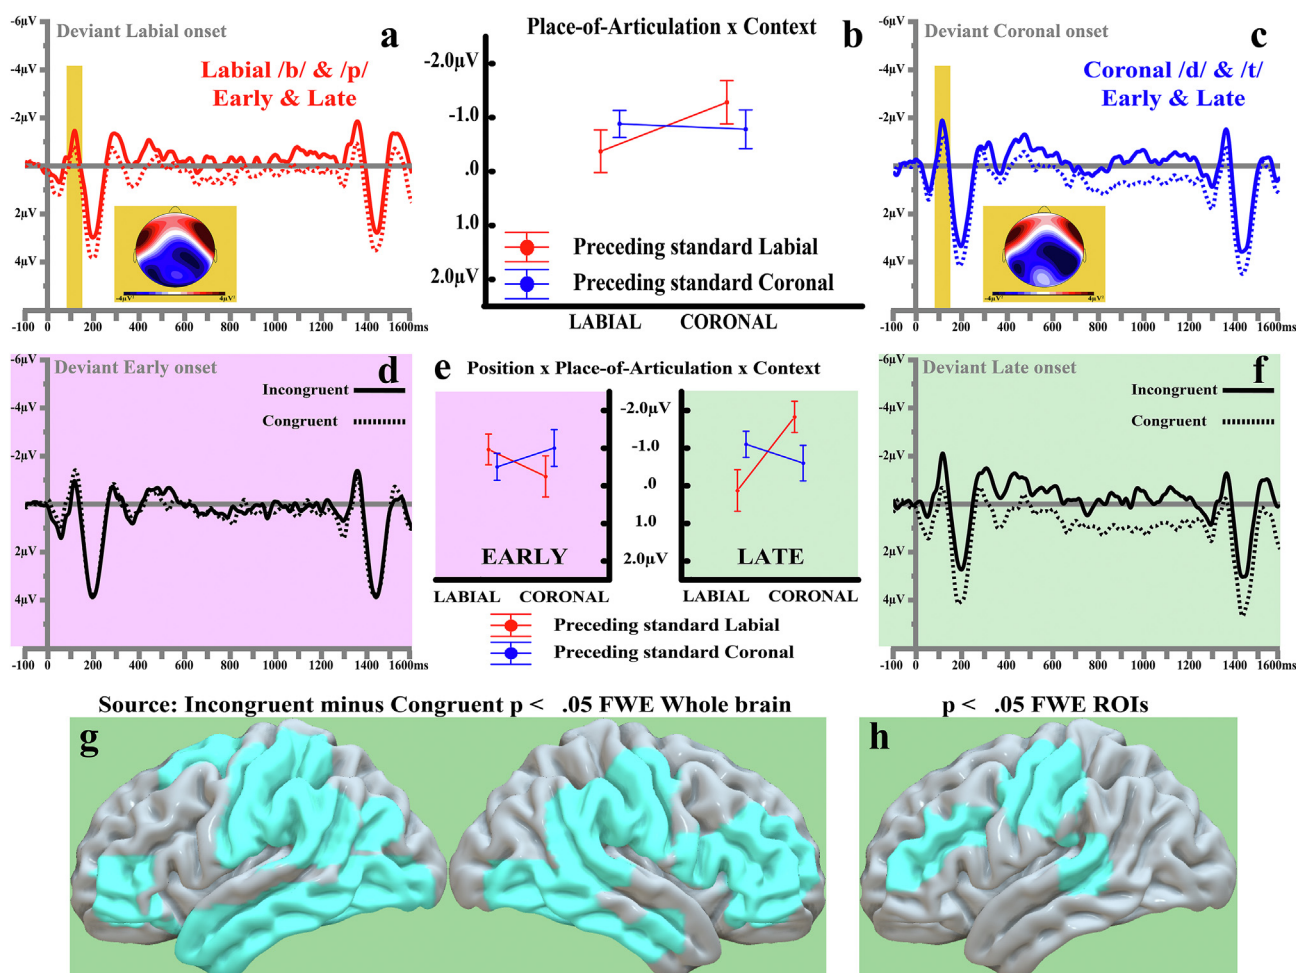 -6µV
Deviant Labial onset
a
-4µV
Labial /b/ & /p/
Early & Late
-2µV
2µV
4µV
-4µV
4µV
-100 0 200 400 600 800 1000 1200 1400 1600ms
Place-of-Articulation x Context
b
-2.0µV
-1.0
.0
1.0
2.0µV
Preceding standard Labial
Preceding standard Coronal
LABIAL CORONAL
-6µV
Deviant Coronal onset
c
-4µV
Coronal /d/ & /t/
Early & Late
-2µV
2µV
4µV
-4µV
4µV
-100 0 200 400 600 800 1000 1200 1400 1600ms
-6µV
Deviant Early onset
d
Incongruent
-4µV
Congruent
-2µV
2µV
4µV
-100 0 200 400 600 800 1000 1200 1400 1600ms
e
Position x Place-of-Articulation x Context
-2.0µV
-1.0
.0
1.0
2.0µV
EARLY
LATE
LABIAL CORONAL
LABIAL CORONAL
Preceding standard Labial
Preceding standard Coronal
-6µV
Deviant Late onset
f
Incongruent
-4µV
Congruent
-2µV
2µV
4µV
-100 0 200 400 600 800 1000 1200 1400 1600ms
Source: Incongruent minus Congruent p < .05 FWE Whole brain
p < .05 FWE ROIs
g
h